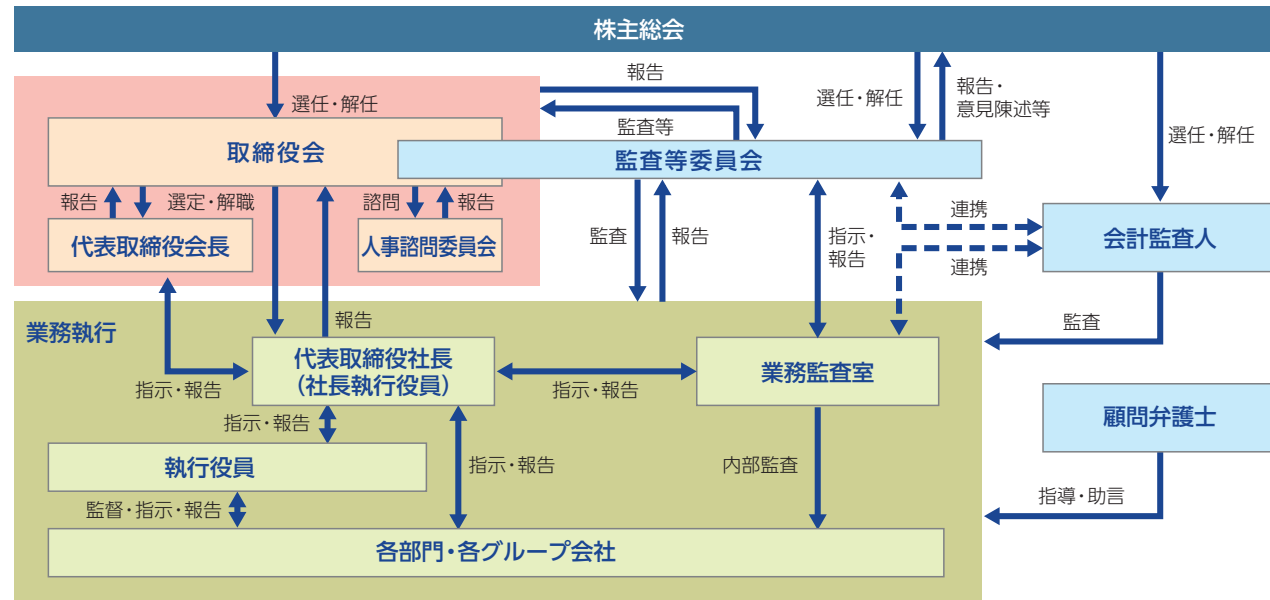 株主総会
選任・解任
報告
監査等
選任・解任
報告・
意見陳述等
選任・解任
取締役会
監査等委員会
報告
選定・解職
諮問
報告
代表取締役会長
人事諮問委員会
監査
報告
指示・
報告
連携
連携
会計監査人
業務執行
報告
監査
代表取締役社長
（社長執行役員）
業務監査室
指示・報告
指示・報告
指示・報告
顧問弁護士
執行役員
指示・報告
内部監査
監督・指示・報告
指導・助言
各部門・各グループ会社